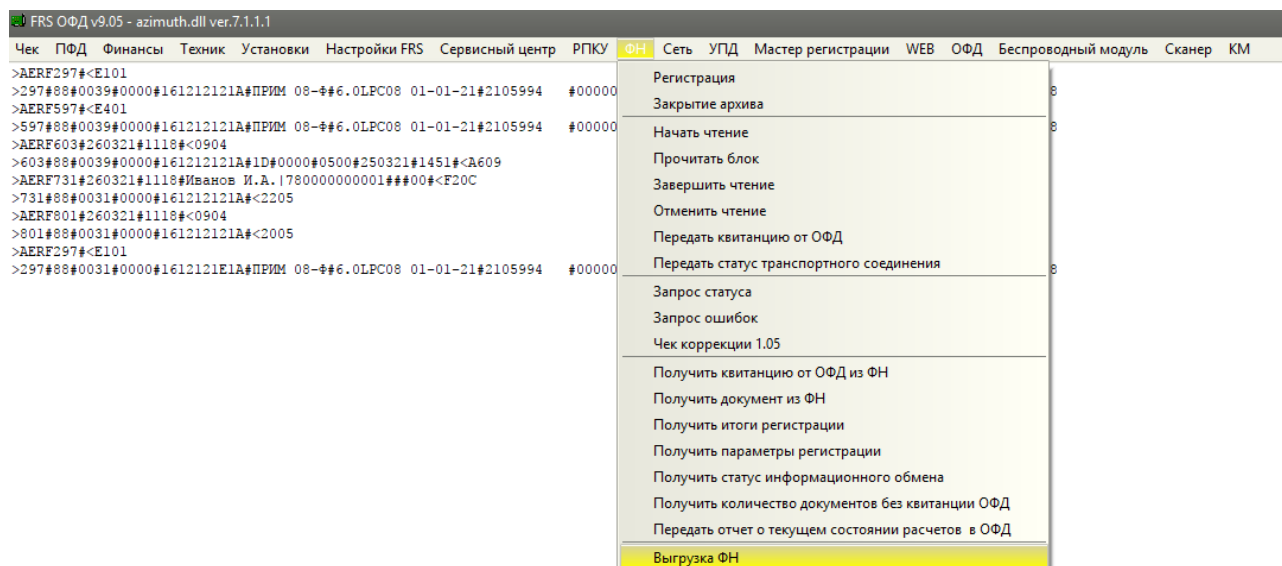 FRS ОФД v9.05 - azimuth.dll ver.7.1.1.1
Чек ПФД Финансы Техник Установки Настройки FRS Сервисный центр РПКУ ФН Сеть УПД Мастер регистрации WEB ОФД Беспроводный модуль Сканер КМ
>AERF297#<E101
>297#88#0039#0000#161212121A#ПРИМ 08-Ф#6.0LPC08 01-01-21#2105994 #00000 8
>AERF597#<E401
>597#88#0039#0000#161212121A#ПРИМ 08-Ф#6.0LPC08 01-01-21#2105994 #00000 8
>AERF603#260321#1118#<0904
>603#88#0039#0000#161212121A#1D#0000#0500#250321#1451#<A609
>AERF731#260321#1118#Иванов И.А.|780000000001###00#<F20C
>731#88#0031#0000#161212121A#<2205
>AERF801#260321#1118#<0904
>801#88#0031#0000#161212121A#<2005
>AERF297#<E101
>297#88#0031#0000#1612121E1A#ПРИМ 08-Ф#6.0LPC08 01-01-21#2105994 #00000 8
Регистрация
Закрытие архива
Начать чтение
Прочитать блок
Завершить чтение
Отменить чтение
Передать квитанцию от ОФД
Передать статус транспортного соединения
Запрос статуса
Запрос ошибок
Чек коррекции 1.05
Получить квитанцию от ОФД из ФН
Получить документ из ФН
Получить итоги регистрации
Получить параметры регистрации
Получить статус информационного обмена
Получить количество документов без квитанции ОФД
Передать отчет о текущем состоянии расчетов в ОФД
Выгрузка ФН